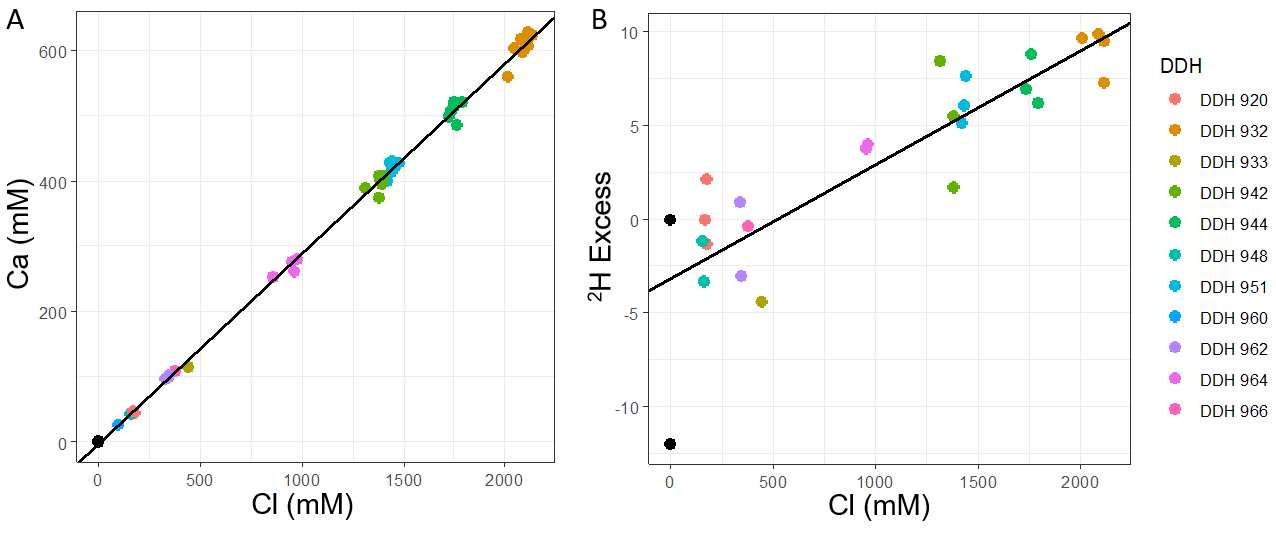 A
Ca (mM)
600
400
200
0
0 500 1000 1500 2000
Cl (mM)
B
²H Excess
10
5
0
-5
-10
0 500 1000 1500 2000
Cl (mM)
DDH
DDH 920
DDH 932
DDH 933
DDH 942
DDH 944
DDH 948
DDH 951
DDH 960
DDH 962
DDH 964
DDH 966